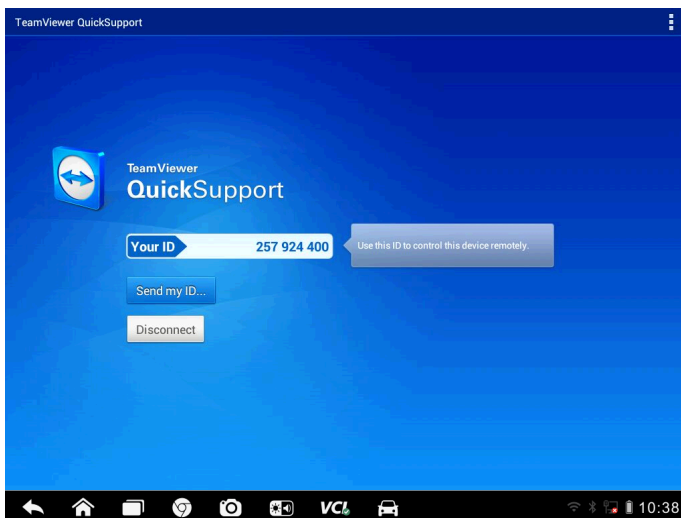 TeamViewer QuickSupport
TeamViewer
QuickSupport
Your ID 257 924 400
Use this ID to control this device remotely.
Send my ID...
Disconnect
VCI
10:38